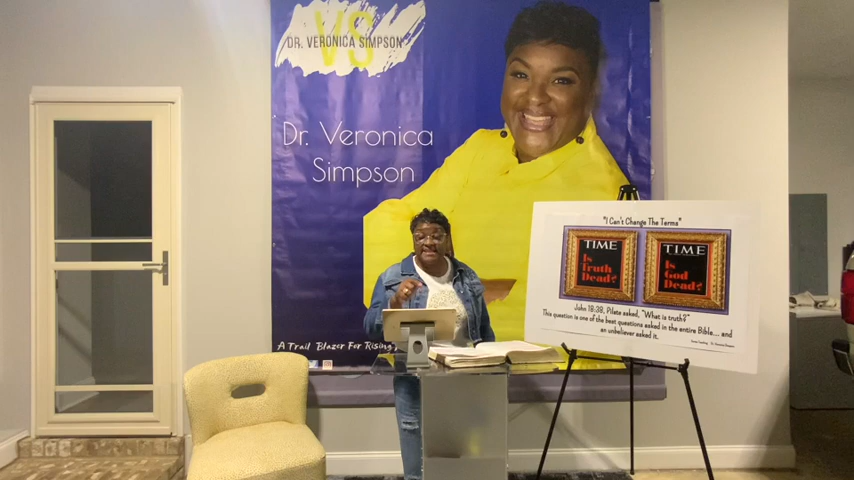 VS
DR. VERONICA SIMPSON
Dr. Veronica
Simpson
A Trail Blazer For Rising
"I Can't Change The Terms"
TIME
Is
Truth
Dead?
TIME
Is
God
Dead?
John 18:38, Pilate asked, "What is truth?"
This question is one of the best questions asked in the entire Bible.... and
an unbeliever asked it.